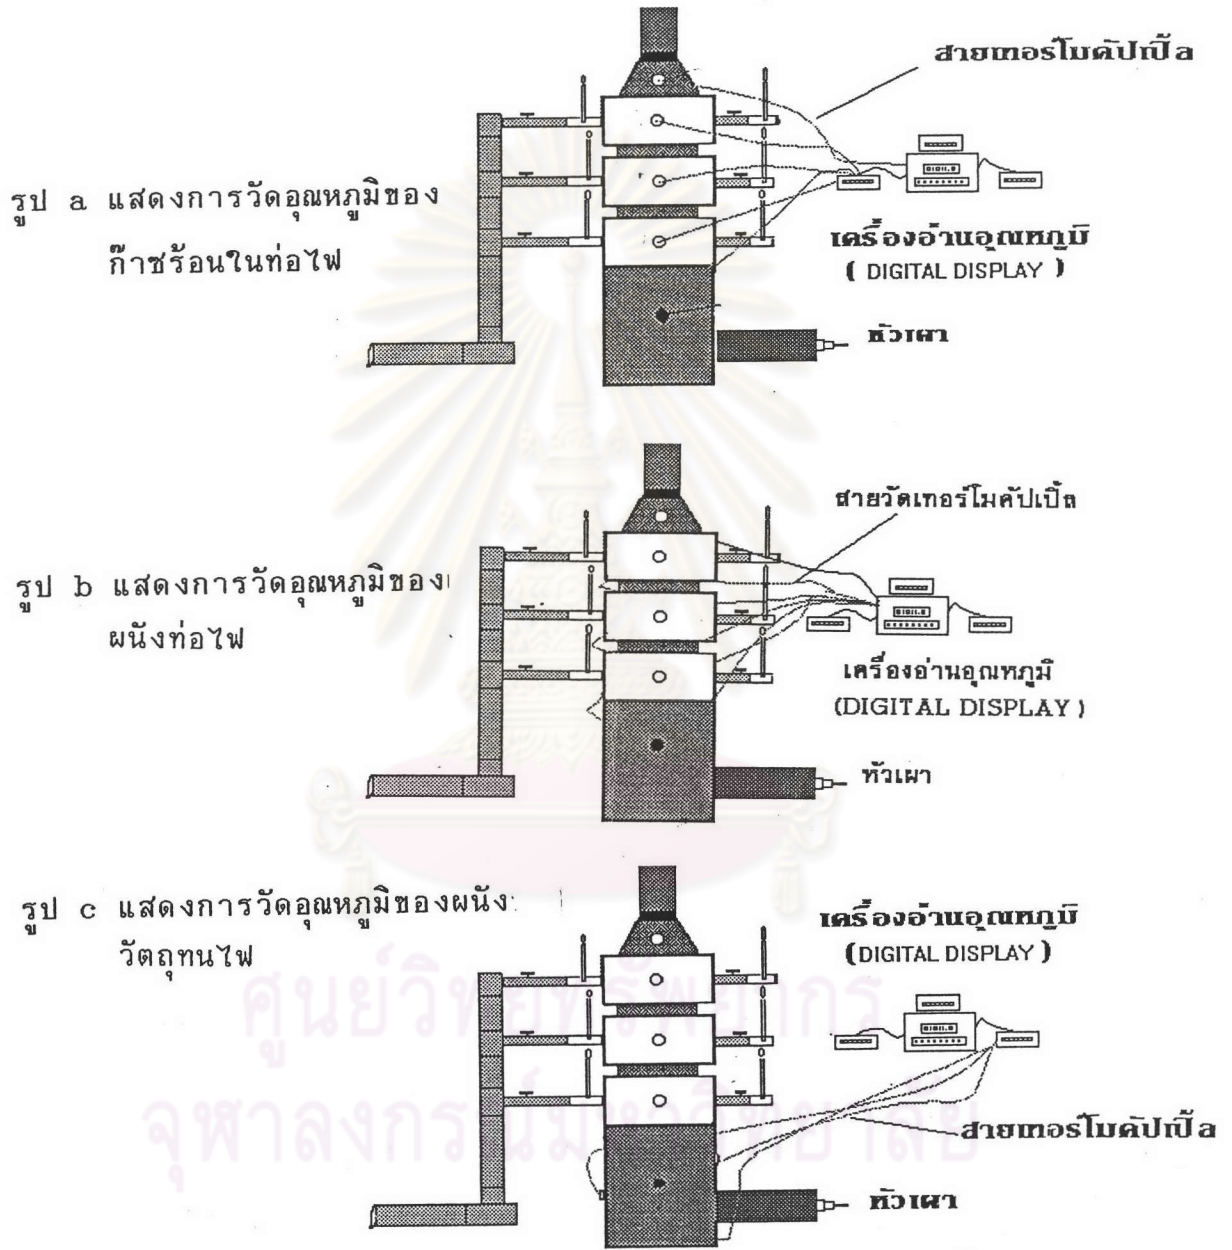 สายเทอร์โมคัปเปิ้ล
รูป a แสดงการวัดอุณหภูมิของ
ก๊าซร้อนในท่อไฟ
เครื่องอ่านอุณหภูมิ
( DIGITAL DISPLAY )
หัวเผา
สายวัดเทอร์โมคัปเปิ้ล
รูป b แสดงการวัดอุณหภูมิของ
ผนังท่อไฟ
เครื่องอ่านอุณหภูมิ
(DIGITAL DISPLAY )
หัวเผา
รูป c แสดงการวัดอุณหภูมิของผนัง
วัตถุทนไฟ
เครื่องอ่านอุณหภูมิ
(DIGITAL DISPLAY )
สายเทอร์โมคัปเปิ้ล
หัวเผา
ศูนย์วิทยทรัพยากร
จุฬาลงกรณ์มหาวิทยาลัย